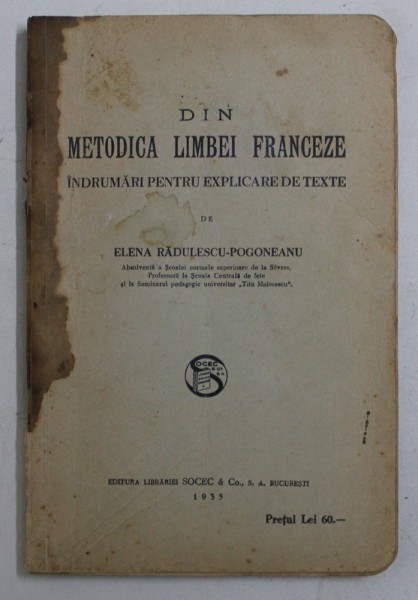 DIN
METODICA LIMBEI FRANCEZE
ÎNDRUMĂRI PENTRU EXPLICARE DE TEXTE
DE
ELENA RĂDULESCU-POGONEANU
Absolventă a Școalei normale superioare de la Sèvres,
Profesoară la Școala Centrală de fete
și la Seminarul pedagogic universitar „Titu Maiorescu“.
SOCEC
& Co.
S.A.
EDITURA LIBRĂRIEI SOCEC & Co., S. A. BUCUREȘTI
1935
Prețul Lei 60.—